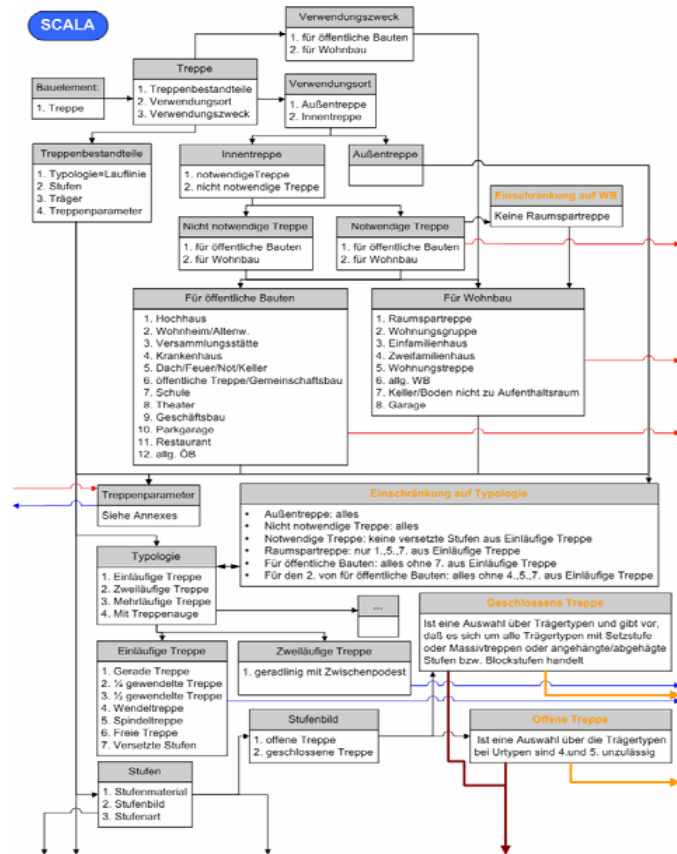 SCALA
Verwendungszweck
1. für öffentliche Bauten
2. für Wohnbau
Treppe
1. Treppenbestandteile
2. Verwendungsort
3. Verwendungszweck
Bauelement:
1. Treppe
Verwendungsort
1. Außentreppe
2. Innentreppe
Treppenbestandteile
1. Typologie=Lauflinie
2. Stufen
3. Träger
4. Treppenparameter
Innentreppe
1. notwendigeTreppe
2. nicht notwendige Treppe
Außentreppe
Einschränkung auf WB
Keine Raumspartreppe
Nicht notwendige Treppe
1. für öffentliche Bauten
2. für Wohnbau
Notwendige Treppe
1. für öffentliche Bauten
2. für Wohnbau
Für öffentliche Bauten
1. Hochhaus
2. Wohnheim/Altenw.
3. Versammlungsstätte
4. Krankenhaus
5. Dach/Feuer/Not/Keller
6. öffentliche Treppe/Gemeinschaftsbau
7. Schule
8. Theater
9. Geschäftsbau
10. Parkgarage
11. Restaurant
12. allg. ÖB
Für Wohnbau
1. Raumspartreppe
2. Wohnungsgruppe
3. Einfamilienhaus
4. Zweifamilienhaus
5. Wohnungstreppe
6. allg. WB
7. Keller/Boden nicht zu Aufenthaltsraum
8. Garage
Treppenparameter
Siehe Annexes
Einschränkung auf Typologie
• Außentreppe: alles
• Nicht notwendige Treppe: alles
• Notwendige Treppe: keine versetzte Stufen aus Einläufige Treppe
• Raumspartreppe: nur 1.,5.,7. aus Einläufige Treppe
• Für öffentliche Bauten: alles ohne 7. aus Einläufige Treppe
• Für den 2. von für öffentliche Bauten: alles ohne 4.,5.,7. aus Einläufige Treppe
Typologie
1. Einläufige Treppe
2. Zweiläufige Treppe
3. Mehrläufige Treppe
4. Mit Treppenauge
...
Geschlossene Treppe
Ist eine Auswahl über Trägertypen und gibt vor,
daß es sich um alle Trägertypen mit Setzstufe
oder Massivtreppen oder angehängte/abghägte
Stufen bzw. Blockstufen handelt
Einläufige Treppe
1. Gerade Treppe
2. ¼ gewendelte Treppe
3. ½ gewendelte Treppe
4. Wendeltreppe
5. Spindeltreppe
6. Freie Treppe
7. Versetzte Stufen
Zweiläufige Treppe
1. geradlinig mit Zwischenpodest
Stufenbild
1. offene Treppe
2. geschlossene Treppe
Offene Treppe
Ist eine Auswahl über die Trägertypen
bei Urtypen sind 4.und 5. unzulässig
Stufen
1. Stufenmaterial
2. Stufenbild
3. Stufenart